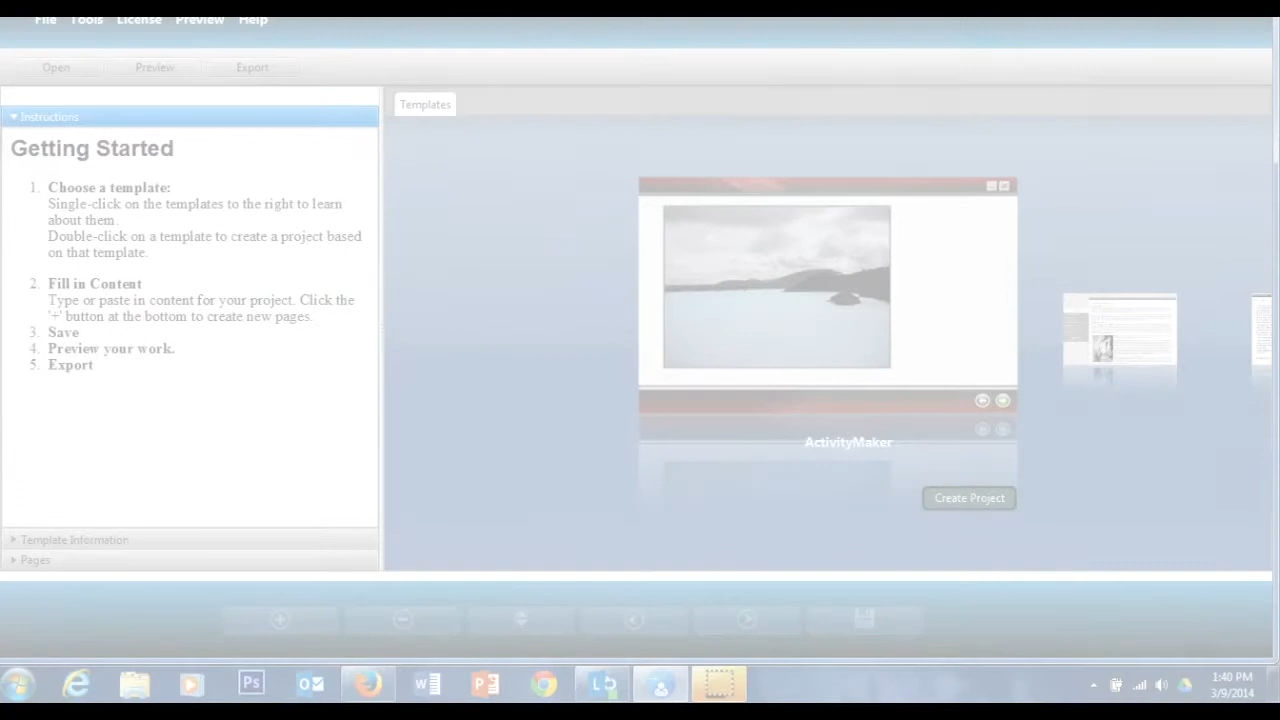 File Tools License Preview Help
Open Preview Export
Instructions
Templates
Getting Started
1. Choose a template:
Single-click on the templates to the right to learn
about them.
Double-click on a template to create a project based
on that template.
2. Fill in Content
Type or paste in content for your project. Click the
'+' button at the bottom to create new pages.
3. Save
4. Preview your work.
5. Export
ActivityMaker
Create Project
Template Information
Pages
Ps
1:40 PM
3/9/2014